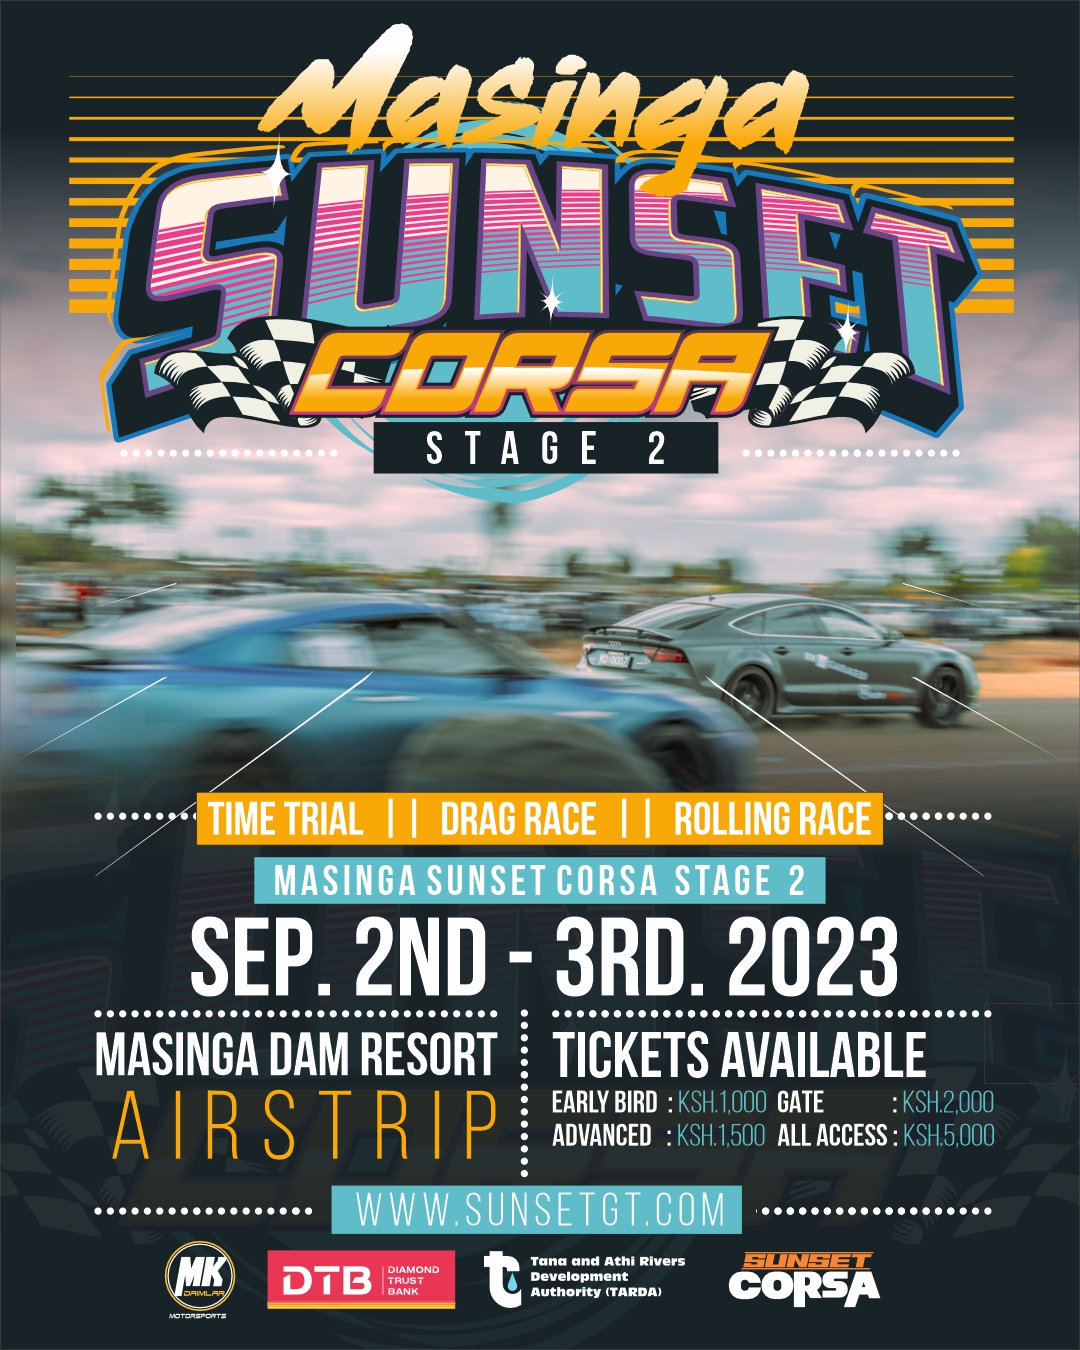 Masinga
SUNSET
CORSA
STAGE 2
TIME TRIAL || DRAG RACE || ROLLING RACE
MASINGA SUNSET CORSA STAGE 2
SEP. 2ND - 3RD. 2023
MASINGA DAM RESORT
AIRSTRIP
TICKETS AVAILABLE
EARLY BIRD : KSH.1,000 GATE : KSH.2,000
ADVANCED : KSH.1,500 ALL ACCESS : KSH.5,000
WWW.SUNSETGT.COM
MK
DAIMLAR
MOTORSPORTS
DTB
DIAMOND
TRUST
BANK
Tana and Athi Rivers
Development
Authority (TARDA)
SUNSET
CORSA